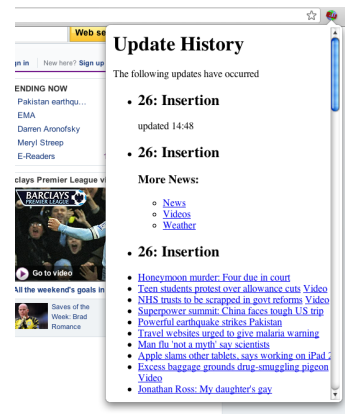 Web se
gn in | New here? Sign up
ENDING NOW
Pakistan earthqu...
EMA
Darren Aronofsky
Meryl Streep
E-Readers
clays Premier League vi
BARCLAYS
PREMIER LEAGUE
Go to video
All the weekend's goals in
Saves of the
Week: Brad
Romance
Update History
The following updates have occurred
26: Insertion
updated 14:48
26: Insertion
More News:
News
Videos
Weather
26: Insertion
Honeymoon murder: Four due in court
Teen students protest over allowance cuts Video
NHS trusts to be scrapped in govt reforms Video
Superpower summit: China faces tough US trip
Powerful earthquake strikes Pakistan
Travel sites urged to give malaria warning
Man flu 'not a myth' say scientists
Apple slams other tablets, says working on iPad 2
Excess baggage grounds drug-smuggling pigeon
Video
Jonathan Ross: My daughter's gay